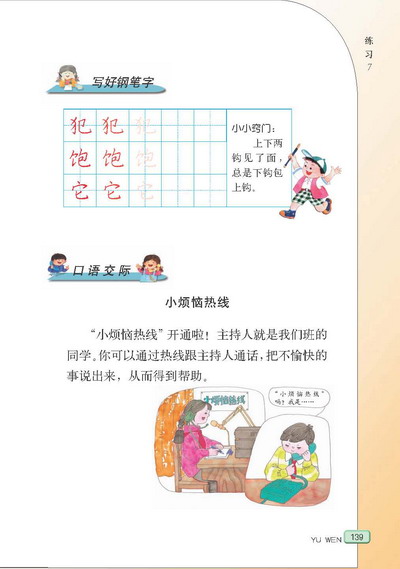 练习7
写好钢笔字
犯 犯 犯
饱 饱 饱
它 它 它
小小窍门：
上下两
钩见了面，
总是下钩包
上钩。
口语交际
小烦恼热线
“小烦恼热线”开通啦！主持人就是我们班的
同学。你可以通过热线跟主持人通话，把不愉快的
事说出来，从而得到帮助。
小烦恼热线
“小烦恼热线”
吗？我是……
YU WEN 139